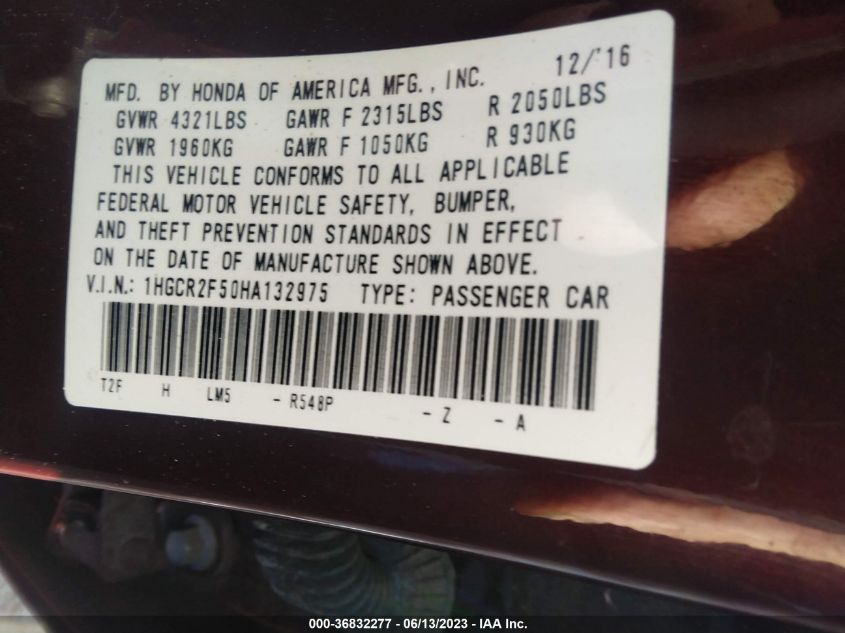 MFD. BY HONDA OF AMERICA MFG., INC. 12/'16
GVWR 4321LBS GAWR F 2315LBS R 2050LBS
GVWR 1960KG GAWR F 1050KG R 930KG
THIS VEHICLE CONFORMS TO ALL APPLICABLE
FEDERAL MOTOR VEHICLE SAFETY, BUMPER,
AND THEFT PREVENTION STANDARDS IN EFFECT
ON THE DATE OF MANUFACTURE SHOWN ABOVE.
V.I.N.: 1HGCR2F50HA132975 TYPE: PASSENGER CAR
T2F H LM5 - R548P - Z - A
000-36832277 - 06/13/2023 - IAA Inc.